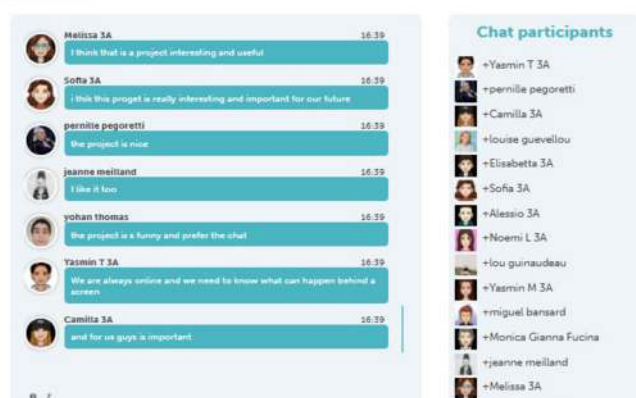 Melissa 3A 16:39
I think that is a project interesting and useful
Sofia 3A 16:39
i thik this proget is really interesting and important for our future
pernille pegoretti 16:39
the project is nice
jeanne meilland 16:39
I like it too
yohan thomas 16:39
the project is s funny and prefer the chat
Yasmin T 3A 16:39
We are always online and we need to know what can happen behind a
screen
Camilla 3A 16:39
and for us guys is important
Chat participants
+Yasmin T 3A
+pernille pegoretti
+Camilla 3A
+louise guevellou
+Elisabetta 3A
+Sofia 3A
+Alessio 3A
+Noemi L 3A
+lou guinaudeau
+Yasmin M 3A
+miguel bansard
+Monica Gianna Fucina
+jeanne meilland
+Melissa 3A